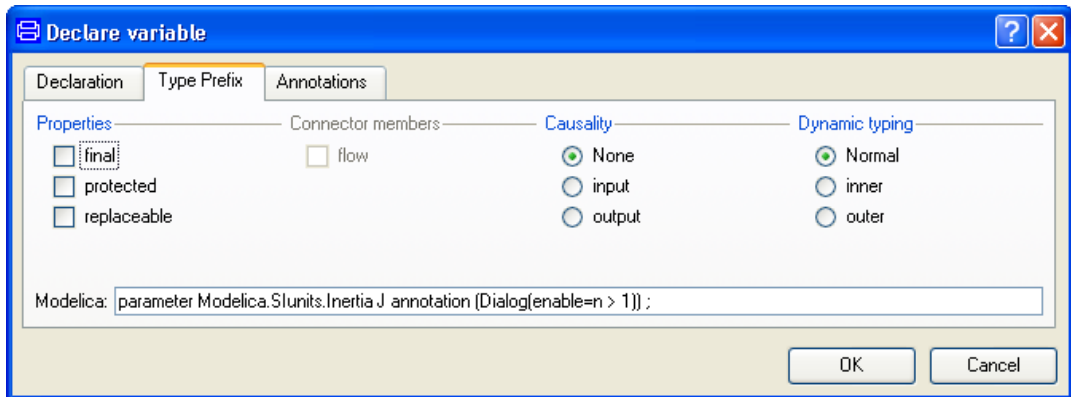 Declare variable
Declaration Type Prefix Annotations
Properties Connector members Causality Dynamic typing
final flow None Normal
protected input inner
replaceable output outer
Modelica: parameter Modelica.SIunits.Inertia J annotation (Dialog(enable=n > 1)) ;
OK Cancel